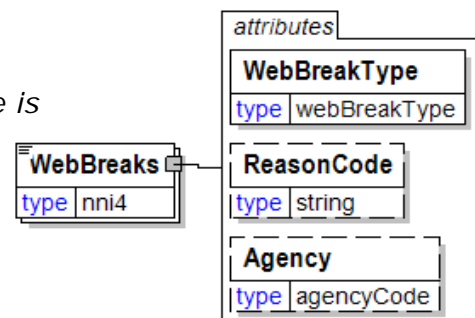 attributes
WebBreakType
type webBreakType
e is
WebBreaks
type nni4
ReasonCode
type string
Agency
type agencyCode